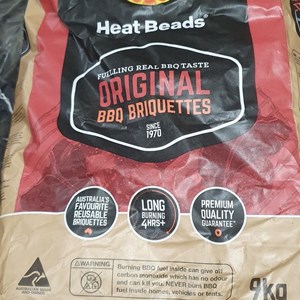 Heat Beads®
FUELLING REAL BBQ TASTE
ORIGINAL
BBQ BRIQUETTES
SINCE
1970
AUSTRALIA'S
FAVOURITE
REUSABLE
BRIQUETTES
LONG
BURNING
4HRS+
PREMIUM
QUALITY
GUARANTEE
WARNING
Burning BBQ fuel inside can give off
carbon monoxide which has no odour
and can kill you. NEVER burn BBQ
fuel inside homes, vehicles or tents.
9kg